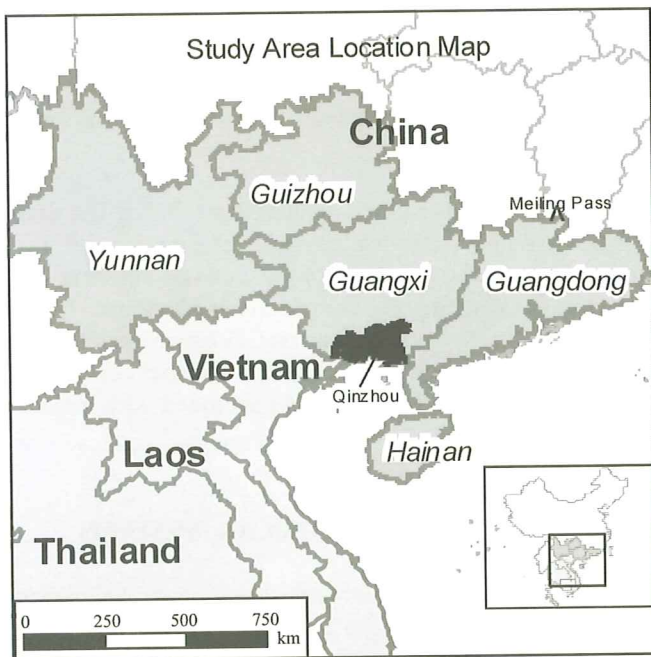 Study Area Location Map
China
Guizhou
Meiling Pass
Yunnan
Guangxi
Guangdong
Vietnam
Qinzhou
Laos
Hainan
Thailand
0 250 500 750
km